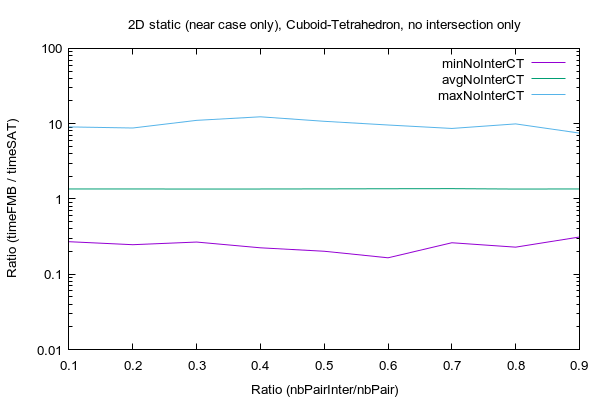 2D static (near case only), Cuboid-Tetrahedron, no intersection only
100
10
1
0.1
0.01
Ratio (timeFMB / timeSAT)
minNoInterCT
avgNoInterCT
maxNoInterCT
0.1 0.2 0.3 0.4 0.5 0.6 0.7 0.8 0.9
Ratio (nbPairInter/nbPair)